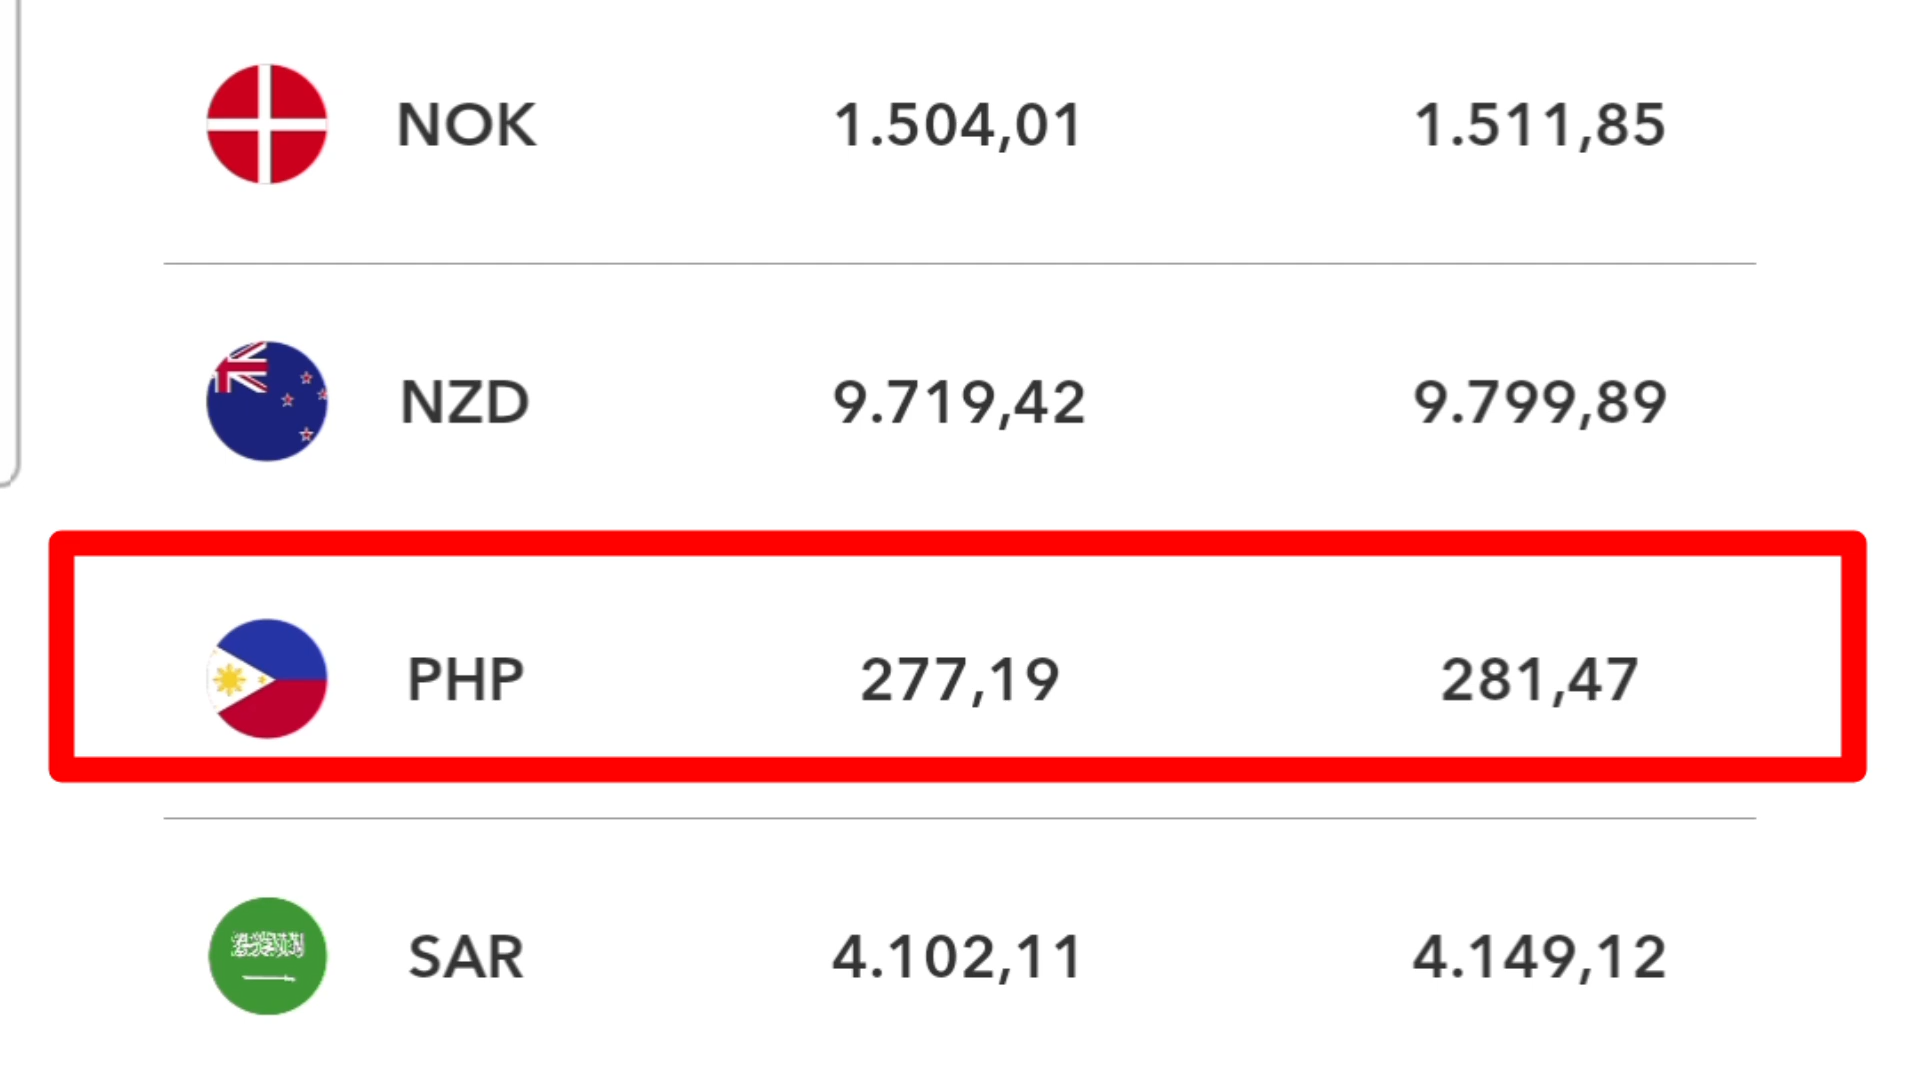 NOK 1.504,01 1.511,85
NZD 9.719,42 9.799,89
PHP 277,19 281,47
SAR 4.102,11 4.149,12